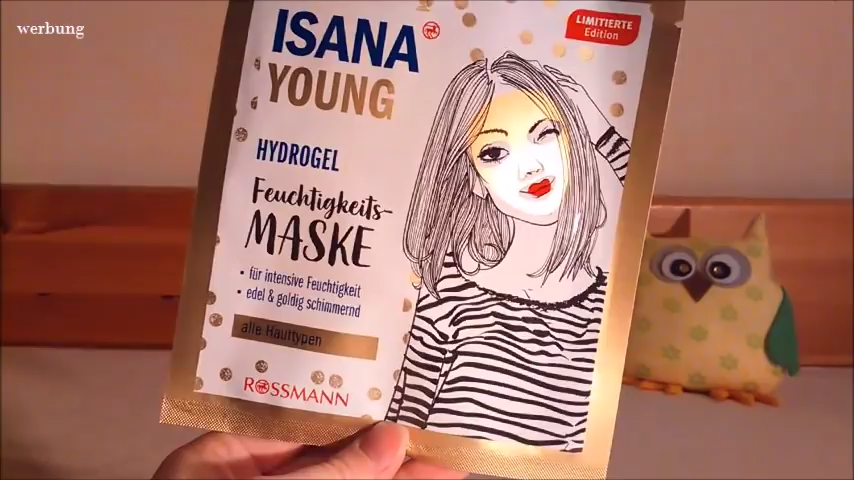 werbung
ISANA
YOUNG
LIMITIERTE
Edition
HYDROGEL
Feuchtigkeits-
MASKE
• für intensive Feuchtigkeit
• edel & goldig schimmernd
alle Hauttypen
ROSSMANN